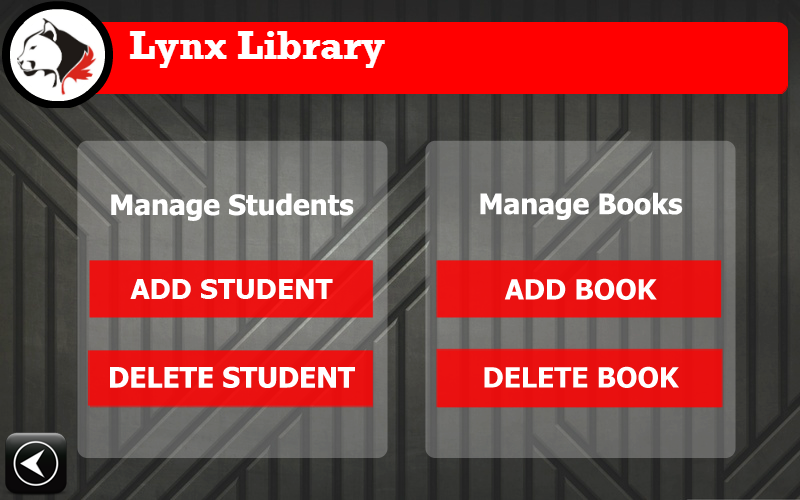 Lynx Library
Manage Students
ADD STUDENT
DELETE STUDENT
Manage Books
ADD BOOK
DELETE BOOK